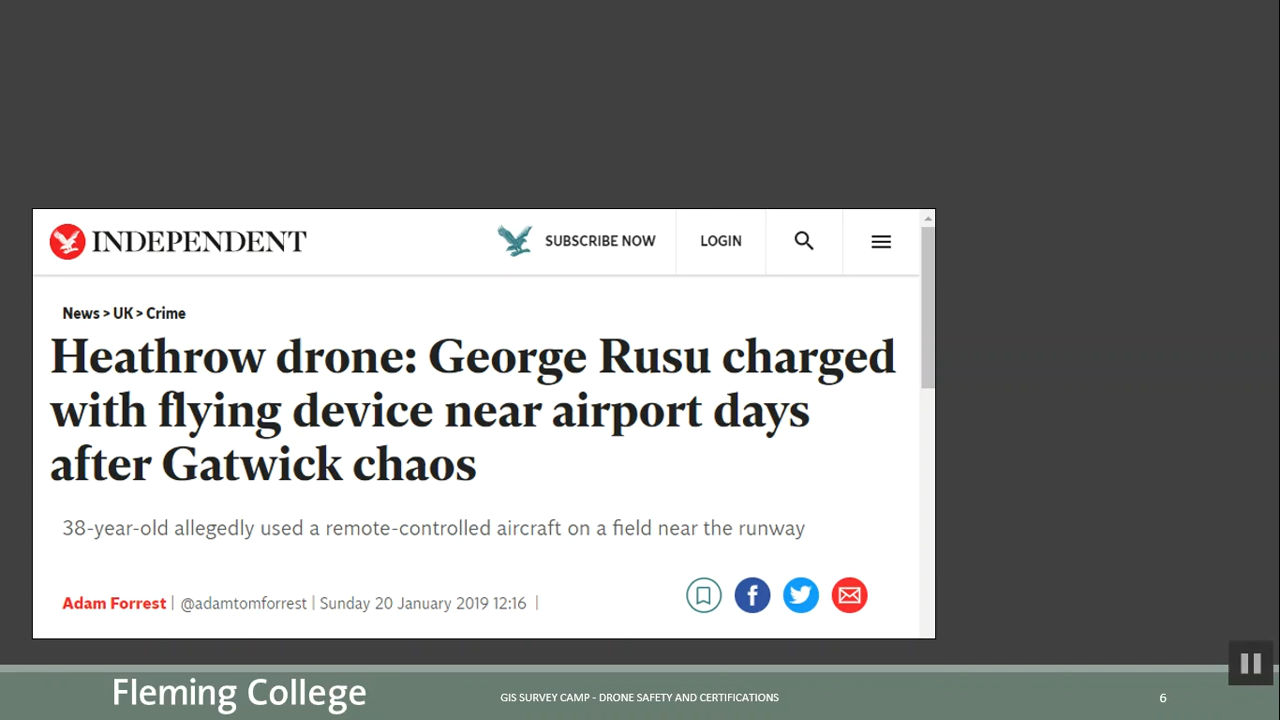 INDEPENDENT
SUBSCRIBE NOW
LOGIN
News > UK > Crime
Heathrow drone: George Rusu charged
with flying device near airport days
after Gatwick chaos
38-year-old allegedly used a remote-controlled aircraft on a field near the runway
Adam Forrest | @adamtomforrest | Sunday 20 January 2019 12:16 |
Fleming College
GIS SURVEY CAMP - DRONE SAFETY AND CERTIFICATIONS
6